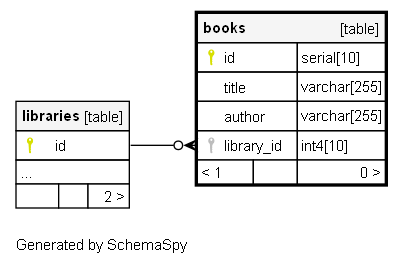 books [table]
id serial[10]
title varchar[255]
author varchar[255]
library_id int4[10]
< 1 0 >
libraries [table]
id
...
2 >
Generated by SchemaSpy